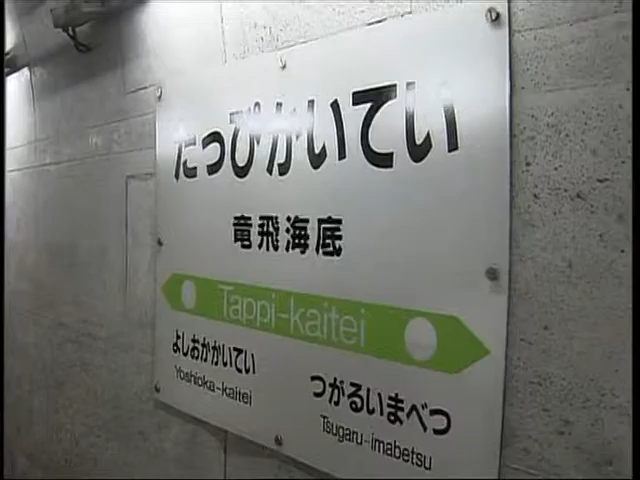 たっぴかいてい
竜飛海底
Tappi-kaitei
よしおかかいてい
Yoshioka-kaitei
つがるいまべつ
Tsugaru-imabetsu